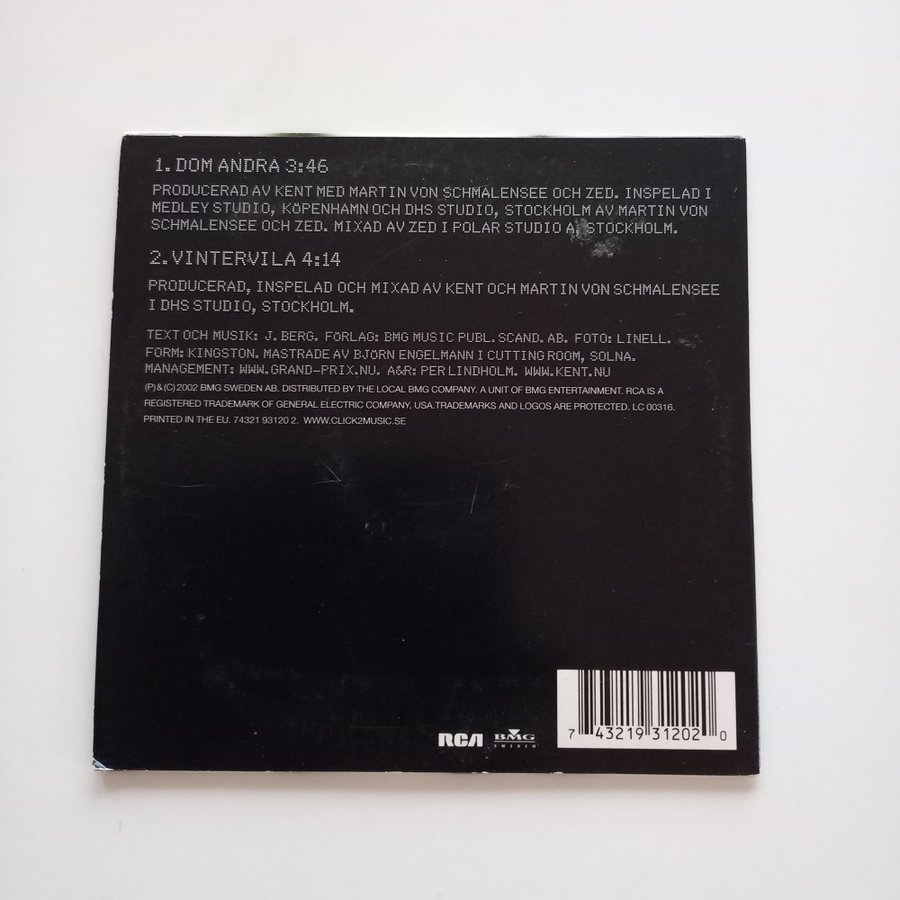 1. DOM ANDRA 3:46
PRODUCERAD AV KENT MED MARTIN VON SCHMALENSEE OCH ZED. INSPELAD I
MEDLEY STUDIO, KÖPENHAMN OCH DHS STUDIO, STOCKHOLM AV MARTIN VON
SCHMALENSEE OCH ZED. MIXAD AV ZED I POLAR STUDIO A, STOCKHOLM.
2. VINTERVILA 4:14
PRODUCERAD, INSPELAD OCH MIXAD AV KENT OCH MARTIN VON SCHMALENSEE
I DHS STUDIO, STOCKHOLM.
TEXT OCH MUSIK: J. BERG. FÖRLAG: BMG MUSIC PUBL. SCAND. AB. FOTO: LINELL.
FORM: KINGSTON. MASTRADE AV BJÖRN ENGELMANN I CUTTING ROOM, SOLNA.
MANAGEMENT: WWW.GRAND-PRIX.NU. A&R: PER LINDHOLM. WWW.KENT.NU
(P)&(C)2002 BMG SWEDEN AB. DISTRIBUTED BY THE LOCAL BMG COMPANY. A UNIT OF BMG ENTERTAINMENT. RCA IS A
REGISTERED TRADEMARK OF GENERAL ELECTRIC COMPANY, USA.TRADEMARKS AND LOGOS ARE PROTECTED. LC 00316.
PRINTED IN THE EU. 74321 93120 2. WWW.CLICK2MUSIC.SE
RCA BMG
SWEDEN
7 43219 31202 0